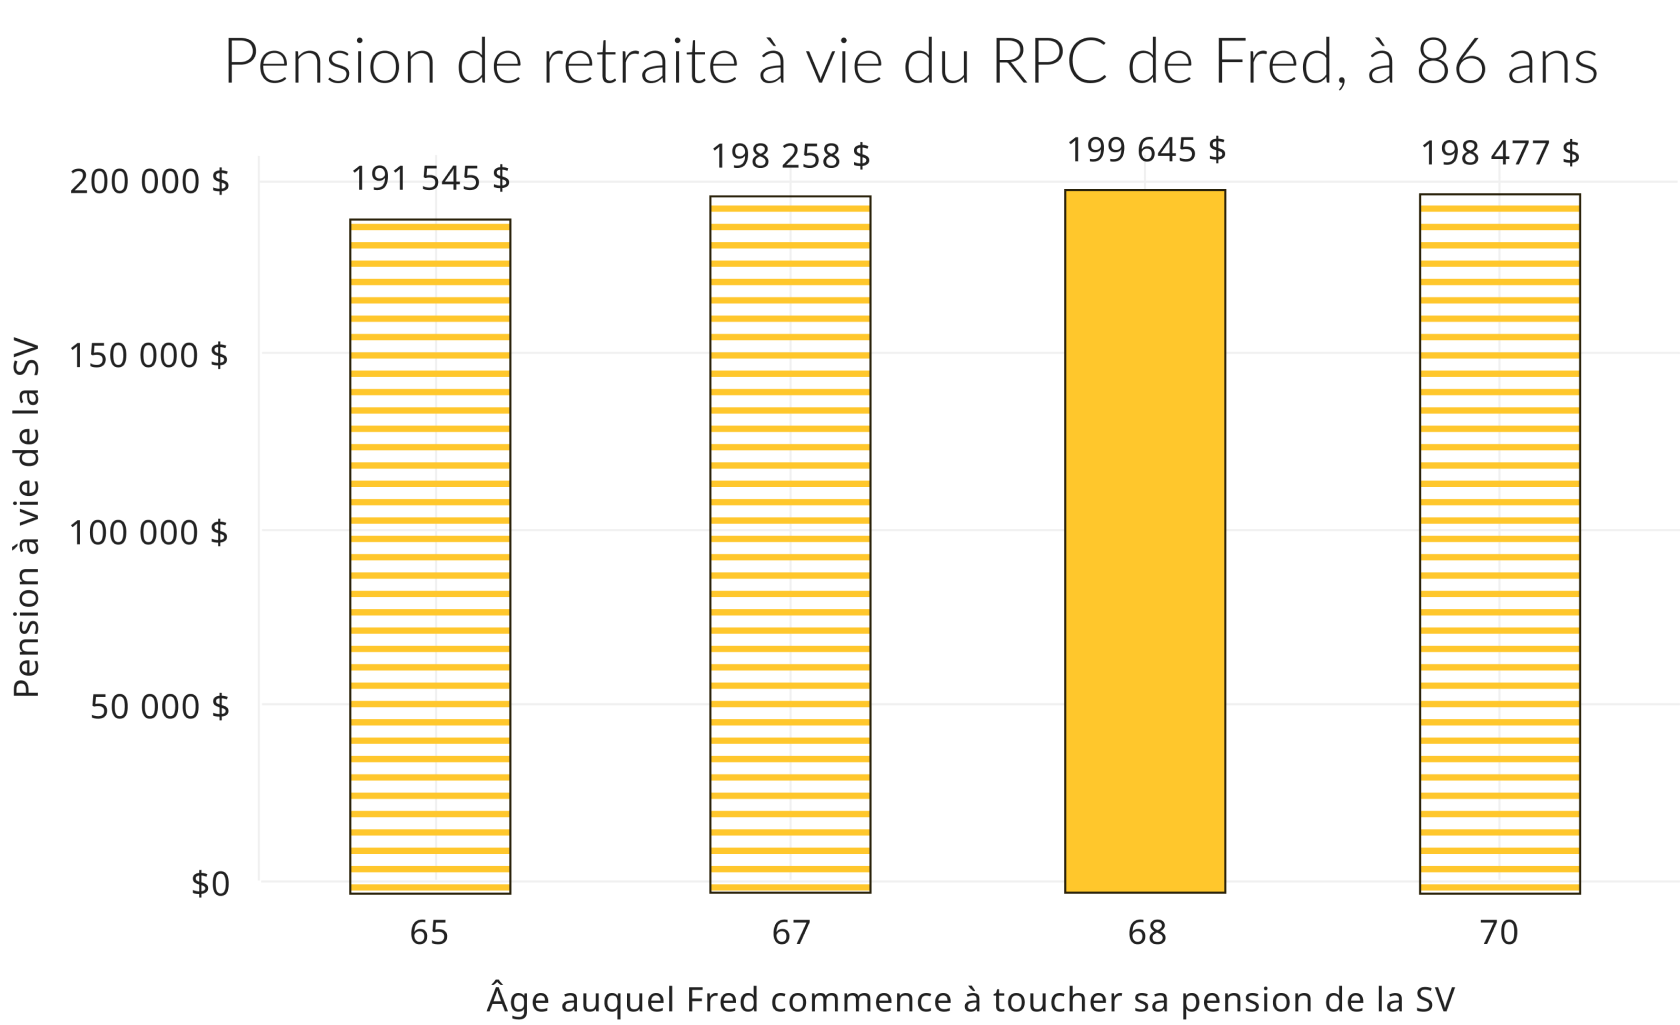 Pension de retraite à vie du RPC de Fred, à 86 ans
191 545 $
198 258 $
199 645 $
198 477 $
200 000 $
150 000 $
100 000 $
50 000 $
$0
Pension à vie de la SV
65
67
68
70
Âge auquel Fred commence à toucher sa pension de la SV